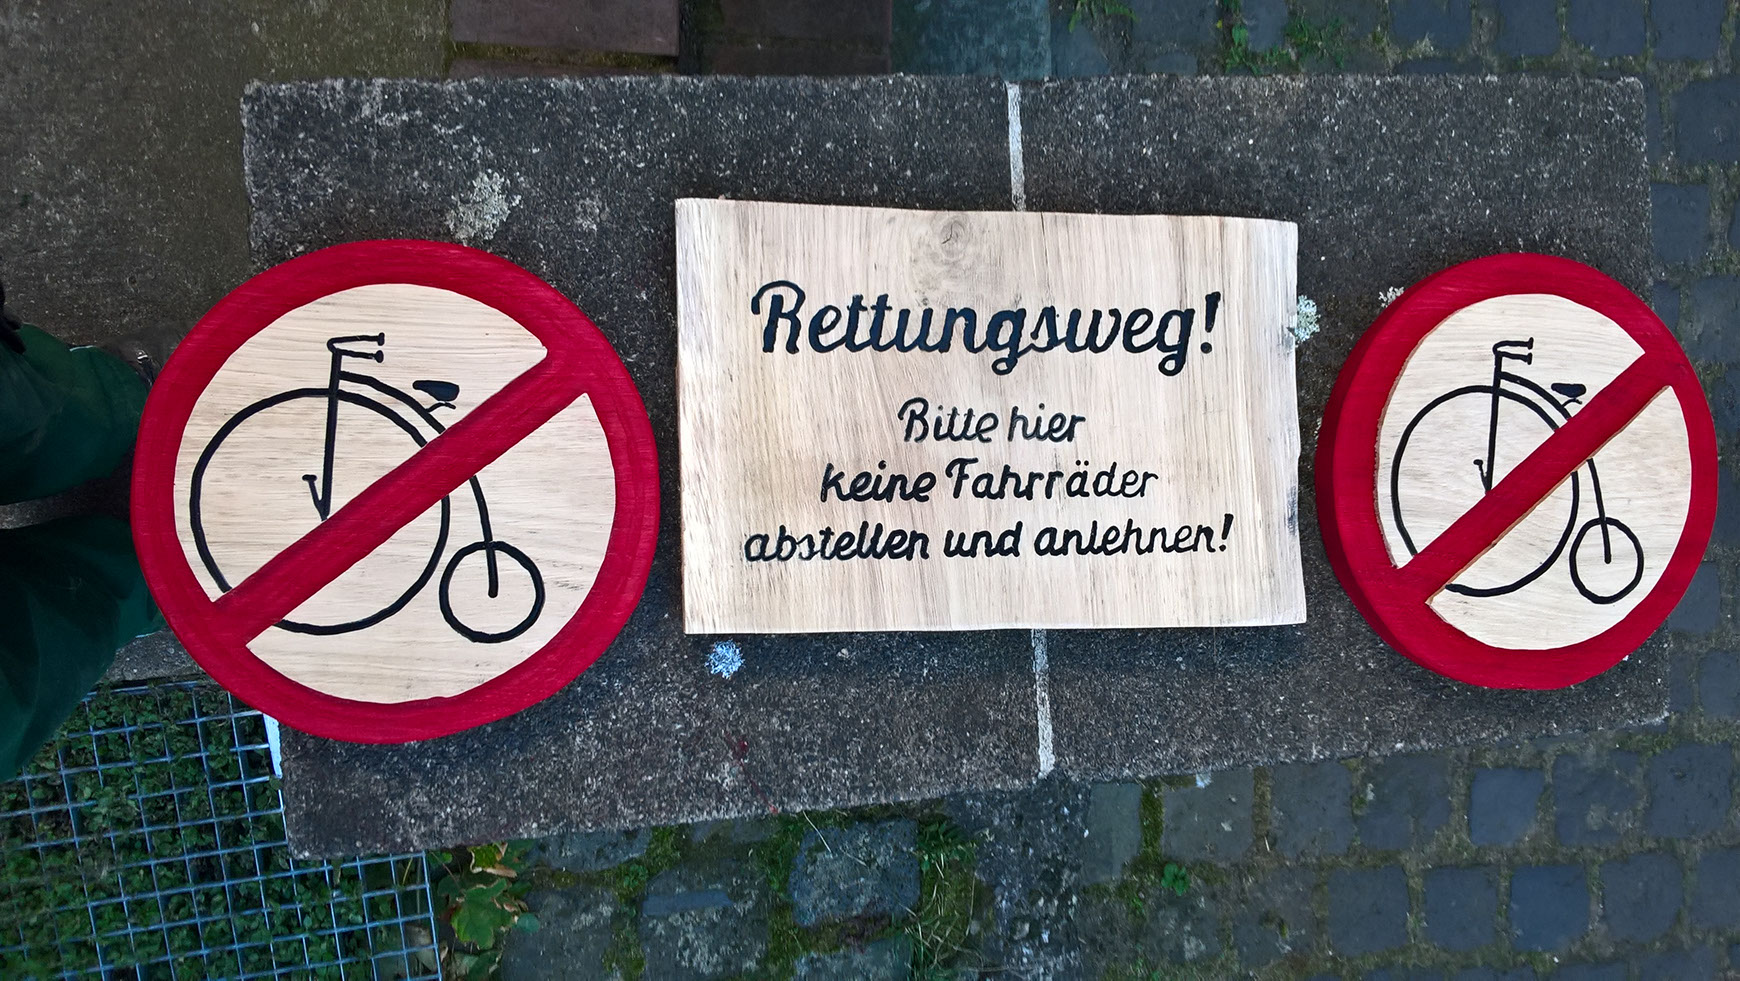 Rettungsweg!
Bitte hier
keine Fahrräder
abstellen und anlehnen!